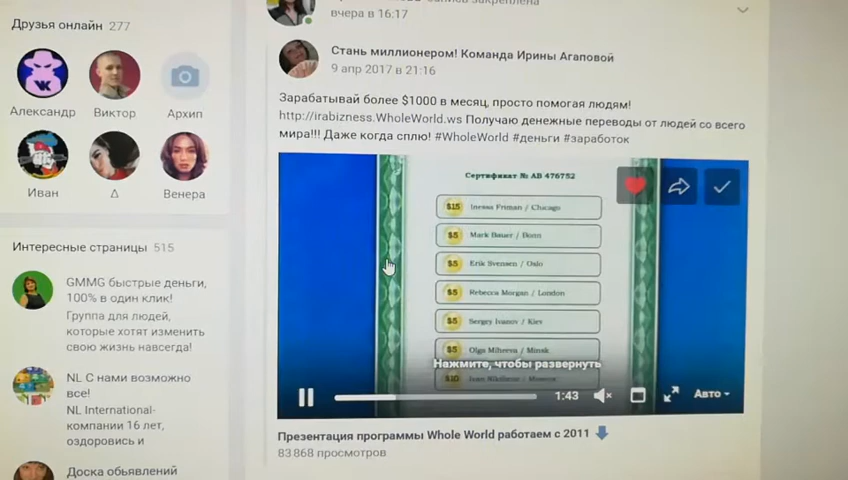 Друзья онлайн 277
Александр
Виктор
Архип
Иван
Δ
Венера
Интересные страницы 515
GMMG быстрые деньги,
100% в один клик!
Группа для людей,
которые хотят изменить
свою жизнь навсегда!
NL С нами возможно
все!
NL International-
компании 16 лет,
оздоровись и
Доска обьявлений
запись закреплена
вчера в 16:17
Стань миллионером! Команда Ирины Агаповой
9 апр 2017 в 21:16
Зарабатывай более $1000 в месяц, просто помогая людям!
http://irabizness.WholeWorld.ws Получаю денежные переводы от людей со всего
мира!!! Даже когда сплю! #WholeWorld #деньги #заработок
Сертификат № AB 476752
$15 Inessa Friman / Chicago
$5 Mark Bauer / Bonn
$5 Erik Svensen / Oslo
$5 Rebecca Morgan / London
$5 Sergey Ivanov / Kiev
$5 Olga Mihreva / Minsk
Нажмите, чтобы развернуть
$10
1:43
Авто
Презентация программы Whole World работаем с 2011
83 868 просмотров